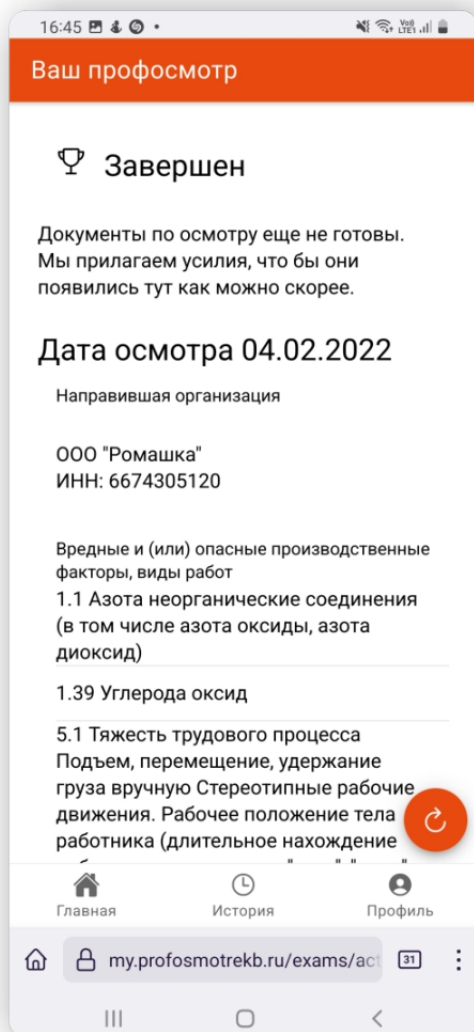 16:45
Vo))
LTE1
Ваш профосмотр
Завершен
Документы по осмотру еще не готовы.
Мы прилагаем усилия, что бы они
появились тут как можно скорее.
Дата осмотра 04.02.2022
Направившая организация
ООО "Ромашка"
ИНН: 6674305120
Вредные и (или) опасные производственные
факторы, виды работ
1.1 Азота неорганические соединения
(в том числе азота оксиды, азота
диоксид)
1.39 Углерода оксид
5.1 Тяжесть трудового процесса
Подъем, перемещение, удержание
груза вручную Стереотипные рабочие
движения. Рабочее положение тела
работника (длительное нахождение
Главная
История
Профиль
my.profosmotrekb.ru/exams/act
31